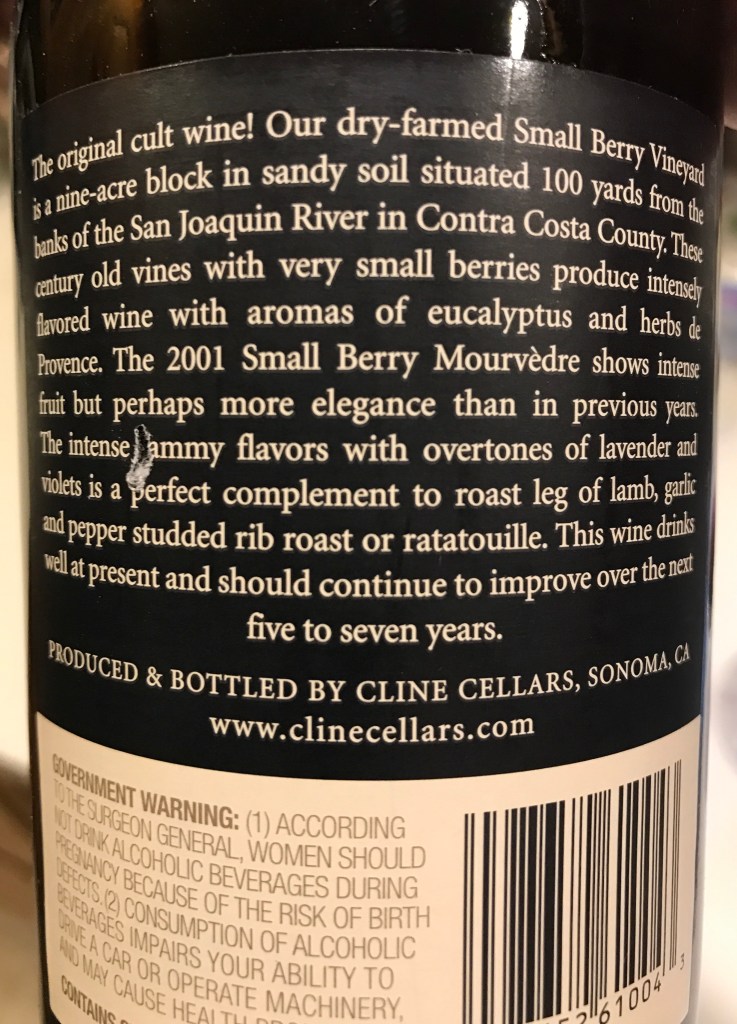 The original cult wine! Our dry-farmed Small Berry Vineyard
is a nine-acre block in sandy soil situated 100 yards from the
banks of the San Joaquin River in Contra Costa County. These
century old vines with very small berries produce intensely
flavored wine with aromas of eucalyptus and herbs de
Provence. The 2001 Small Berry Mourvèdre shows intense
fruit but perhaps more elegance than in previous years.
The intense ammy flavors with overtones of lavender and
violets is a perfect complement to roast leg of lamb, garlic
and pepper studded rib roast or ratatouille. This wine drinks
well at present and should continue to improve over the next
five to seven years.
PRODUCED & BOTTLED BY CLINE CELLARS, SONOMA, CA
www.clinecellars.com
GOVERNMENT WARNING: (1) ACCORDING
TO THE SURGEON GENERAL, WOMEN SHOULD
NOT DRINK ALCOHOLIC BEVERAGES DURING
PREGNANCY BECAUSE OF THE RISK OF BIRTH
DEFECTS. (2) CONSUMPTION OF ALCOHOLIC
BEVERAGES IMPAIRS YOUR ABILITY TO
DRIVE A CAR OR OPERATE MACHINERY,
AND MAY CAUSE HEALTH
CONTAINS
61004 3